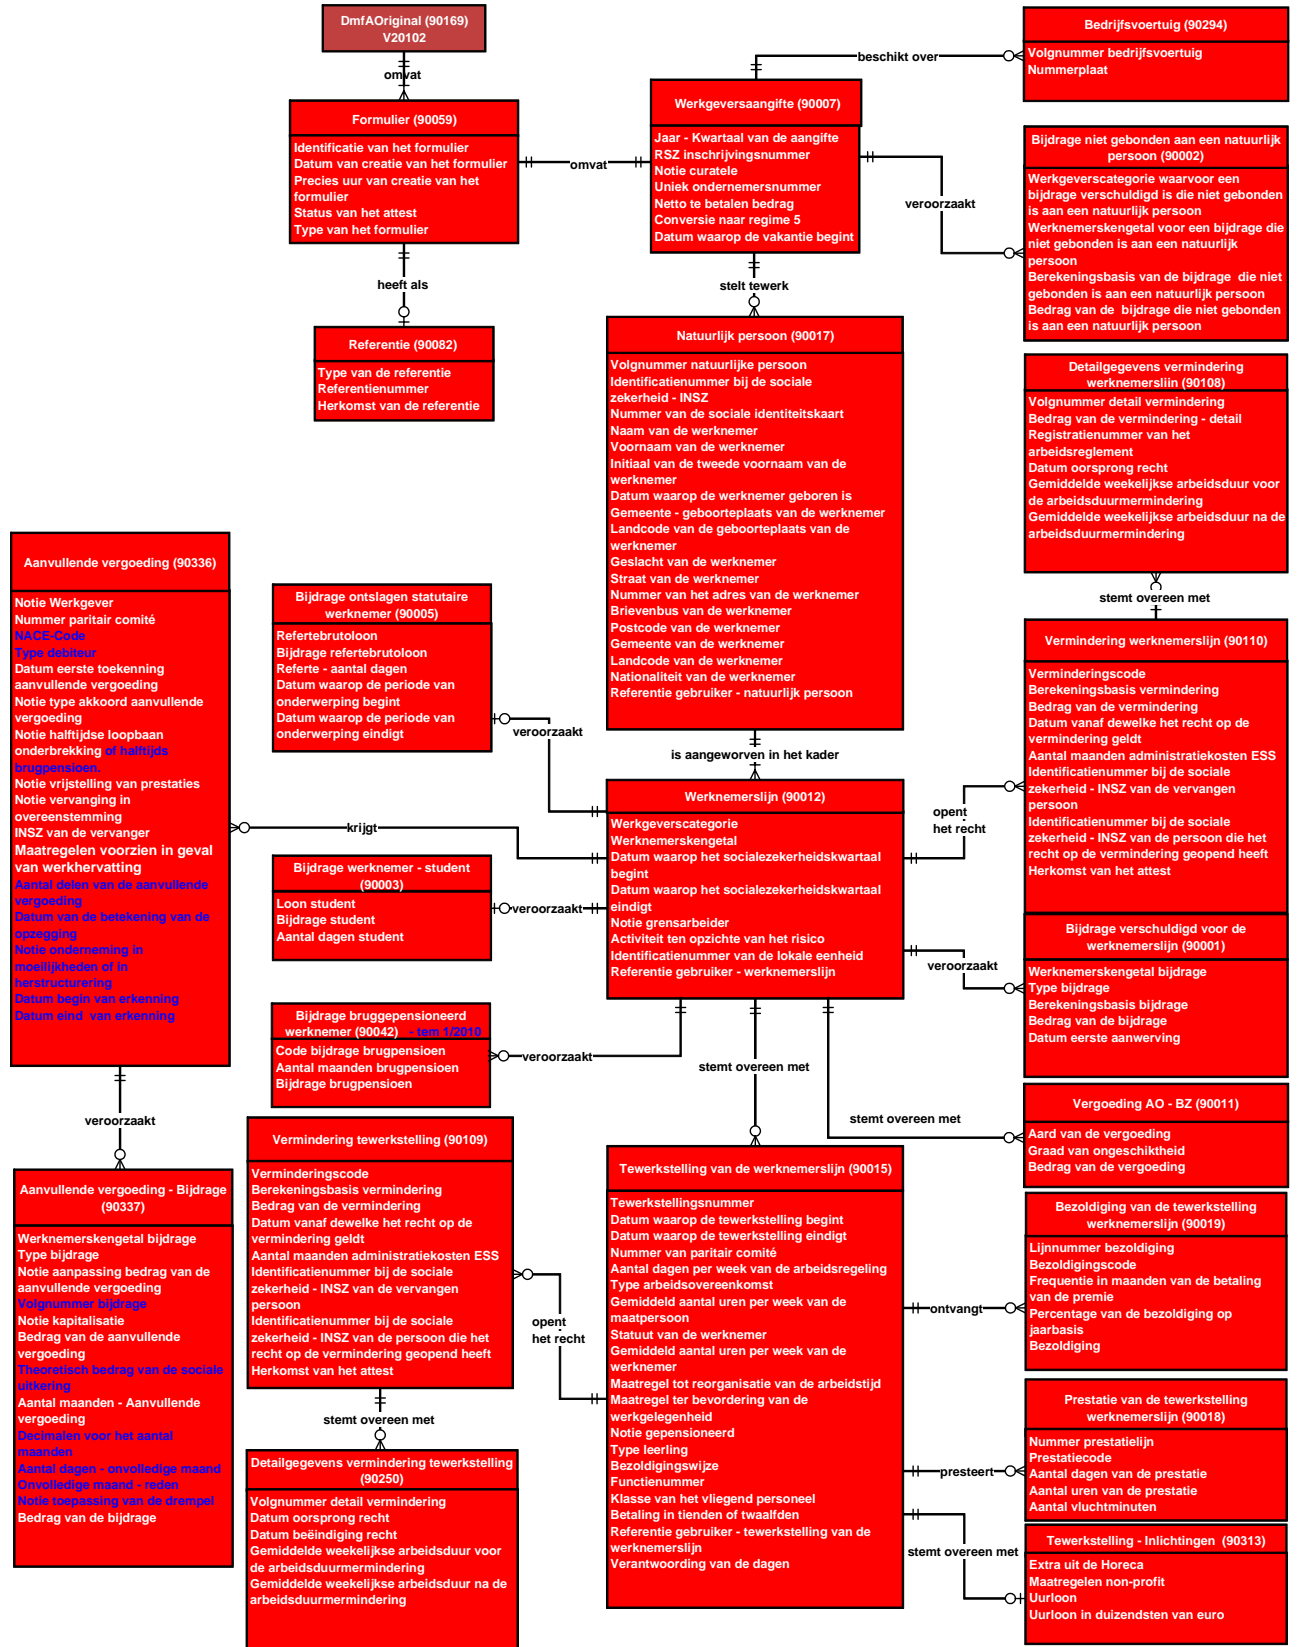 DmfAOriginal (90169)
V20102
omvat
Formulier (90059)
Identificatie van het formulier
Datum van creatie van het formulier
Precies uur van creatie van het
formulier
Status van het attest
Type van het formulier
omvat
heeft als
Referentie (90082)
Type van de referentie
Referentienummer
Herkomst van de referentie
Werkgeversaangifte (90007)
Jaar - Kwartaal van de aangifte
RSZ inschrijvingsnummer
Notie curatele
Uniek ondernemersnummer
Netto te betalen bedrag
Conversie naar regime 5
Datum waarop de vakantie begint
beschikt over
Bedrijfsvoertuig (90294)
Volgnummer bedrijfsvoertuig
Nummerplaat
veroorzaakt
Bijdrage niet gebonden aan een natuurlijk
persoon (90002)
Werkgeverscategorie waarvoor een
bijdrage verschuldigd is die niet gebonden
is aan een natuurlijk persoon
Werknemerskengetal voor een bijdrage die
niet gebonden is aan een natuurlijk
persoon
Berekeningsbasis van de bijdrage  die niet
gebonden is aan een natuurlijk persoon
Bedrag van de  bijdrage die niet gebonden
is aan een natuurlijk persoon
stelt tewerk
Natuurlijk persoon (90017)
Volgnummer natuurlijke persoon
Identificatienummer bij de sociale
zekerheid - INSZ
Nummer van de sociale identiteitskaart
Naam van de werknemer
Voornaam van de werknemer
Initiaal van de tweede voornaam van de
werknemer
Datum waarop de werknemer geboren is
Gemeente - geboorteplaats van de werknemer
Landcode van de geboorteplaats van de
werknemer
Geslacht van de werknemer
Straat van de werknemer
Nummer van het adres van de werknemer
Brievenbus van de werknemer
Postcode van de werknemer
Gemeente van de werknemer
Landcode van de werknemer
Nationaliteit van de werknemer
Referentie gebruiker - natuurlijk persoon
Detailgegevens vermindering
werknemersliin (90108)
Volgnummer detail vermindering
Bedrag van de vermindering - detail
Registratienummer van het
arbeidsreglement
Datum oorsprong recht
Gemiddelde weekelijkse arbeidsduur voor
de arbeidsduurmermindering
Gemiddelde weekelijkse arbeidsduur na de
arbeidsduurmermindering
stemt overeen met
Vermindering werknemerslijn (90110)
Verminderingscode
Berekeningsbasis vermindering
Bedrag van de vermindering
Datum vanaf dewelke het recht op de
vermindering geldt
Aantal maanden administratiekosten ESS
Identificatienummer bij de sociale
zekerheid - INSZ van de vervangen
persoon
Identificatienummer bij de sociale
zekerheid - INSZ van de persoon die het
recht op de vermindering geopend heeft
Herkomst van het attest
Aanvullende vergoeding (90336)
Notie Werkgever
Nummer paritair comité
NACE-Code
Type debiteur
Datum eerste toekenning
aanvullende vergoeding
Notie type akkoord aanvullende
vergoeding
Notie halftijdse loopbaan
onderbrekking of halftijds
brugpensioen.
Notie vrijstelling van prestaties
Notie vervanging in
overeenstemming
INSZ van de vervanger
Maatregelen voorzien in geval
van werkhervatting
Aantal delen van de aanvullende
vergoeding
Datum van de betekening van de
opzegging
Notie onderneming in
moeilijkheden of in
herstructurering
Datum begin van erkenning
Datum eind  van erkenning
Bijdrage ontslagen statutaire
werknemer (90005)
Refertebrutoloon
Bijdrage refertebrutoloon
Referte - aantal dagen
Datum waarop de periode van
onderwerping begint
Datum waarop de periode van
onderwerping eindigt
veroorzaakt
is aangeworven in het kader
Werknemerslijn (90012)
Werkgeverscategorie
Werknemerskengetal
Datum waarop het socialezekerheidskwartaal
begint
Datum waarop het socialezekerheidskwartaal
eindigt
Notie grensarbeider
Activiteit ten opzichte van het risico
Identificatienummer van de lokale eenheid
Referentie gebruiker - werknemerslijn
krijgt
opent
het recht
Bijdrage werknemer - student
(90003)
Loon student
Bijdrage student
Aantal dagen student
veroorzaakt
veroorzaakt
Bijdrage verschuldigd voor de
werknemerslijn (90001)
Werknemerskengetal bijdrage
Type bijdrage
Berekeningsbasis bijdrage
Bedrag van de bijdrage
Datum eerste aanwerving
Bijdrage bruggepensioneerd
werknemer (90042)   - tem 1/2010
Code bijdrage brugpensioen
Aantal maanden brugpensioen
Bijdrage brugpensioen
veroorzaakt
stemt overeen met
stemt overeen met
Vergoeding AO - BZ (90011)
Aard van de vergoeding
Graad van ongeschiktheid
Bedrag van de vergoeding
veroorzaakt
Aanvullende vergoeding - Bijdrage
(90337)
Werknemerskengetal bijdrage
Type bijdrage
Notie aanpassing bedrag van de
aanvullende vergoeding
Volgnummer bijdrage
Notie kapitalisatie
Bedrag van de aanvullende
vergoeding
Theoretisch bedrag van de sociale
uitkering
Aantal maanden - Aanvullende
vergoeding
Decimalen voor het aantal
maanden
Aantal dagen - onvolledige maand
Onvolledige maand - reden
Notie toepassing van de drempel
Bedrag van de bijdrage
Vermindering tewerkstelling (90109)
Verminderingscode
Berekeningsbasis vermindering
Bedrag van de vermindering
Datum vanaf dewelke het recht op de
vermindering geldt
Aantal maanden administratiekosten ESS
Identificatienummer bij de sociale
zekerheid - INSZ van de vervangen
persoon
Identificatienummer bij de sociale
zekerheid - INSZ van de persoon die het
recht op de vermindering geopend heeft
Herkomst van het attest
opent
het recht
stemt overeen met
Detailgegevens vermindering tewerkstelling
(90250)
Volgnummer detail vermindering
Datum oorsprong recht
Datum beëindiging recht
Gemiddelde weekelijkse arbeidsduur voor
de arbeidsduurmermindering
Gemiddelde weekelijkse arbeidsduur na de
arbeidsduurmermindering
Tewerkstelling van de werknemerslijn (90015)
Tewerkstellingsnummer
Datum waarop de tewerkstelling begint
Datum waarop de tewerkstelling eindigt
Nummer van paritair comité
Aantal dagen per week van de arbeidsregeling
Type arbeidsovereenkomst
Gemiddeld aantal uren per week van de
maatpersoon
Statuut van de werknemer
Gemiddeld aantal uren per week van de
werknemer
Maatregel tot reorganisatie van de arbeidstijd
Maatregel ter bevordering van de
werkgelegenheid
Notie gepensioneerd
Type leerling
Bezoldigingswijze
Functienummer
Klasse van het vliegend personeel
Betaling in tienden of twaalfden
Referentie gebruiker - tewerkstelling van de
werknemerslijn
Verantwoording van de dagen
ontvangt
Bezoldiging van de tewerkstelling
werknemerslijn (90019)
Lijnnummer bezoldiging
Bezoldigingscode
Frequentie in maanden van de betaling
van de premie
Percentage van de bezoldiging op
jaarbasis
Bezoldiging
presteert
Prestatie van de tewerkstelling
werknemerslijn (90018)
Nummer prestatielijn
Prestatiecode
Aantal dagen van de prestatie
Aantal uren van de prestatie
Aantal vluchtminuten
stemt overeen met
Tewerkstelling - Inlichtingen  (90313)
Extra uit de Horeca
Maatregelen non-profit
Uurloon
Uurloon in duizendsten van euro